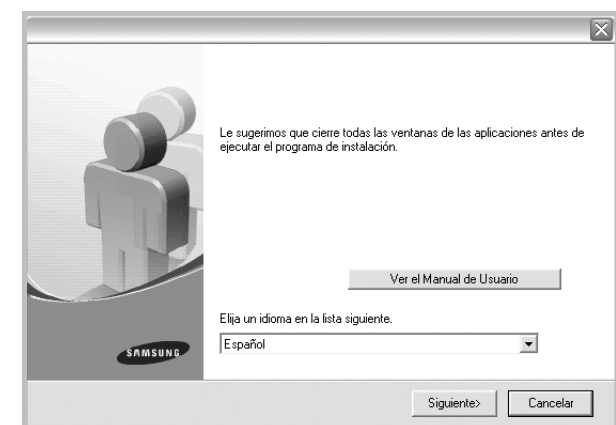 Le sugerimos que cierre todas las ventanas de las aplicaciones antes de
ejecutar el programa de instalación.
Ver el Manual de Usuario
Elija un idioma en la lista siguiente.
Español
SAMSUNG
Siguiente>
Cancelar